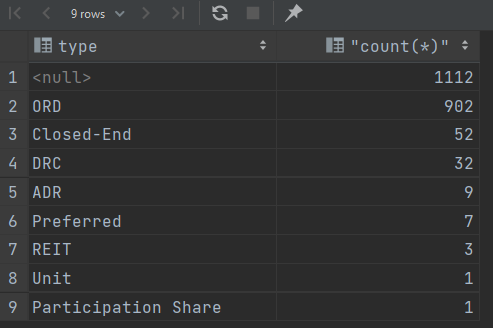 9 rows
type "count(*)"
1 <null> 1112
2 ORD 902
3 Closed-End 52
4 DRC 32
5 ADR 9
6 Preferred 7
7 REIT 3
8 Unit 1
9 Participation Share 1